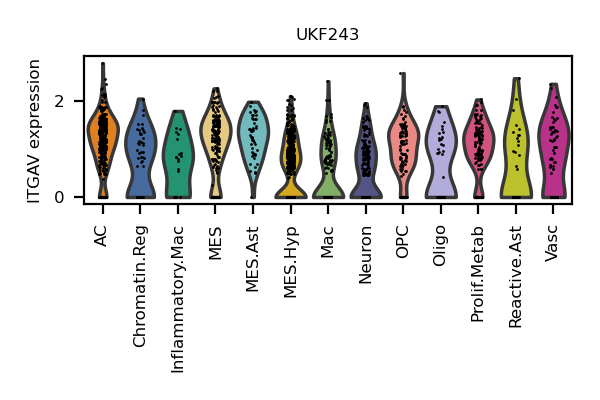 UKF243
ITGAV expression
2
0
AC
Chromatin.Reg
Inflammatory.Mac
MES
MES.Ast
MES.Hyp
Mac
Neuron
OPC
Oligo
Prolif.Metab
Reactive.Ast
Vasc